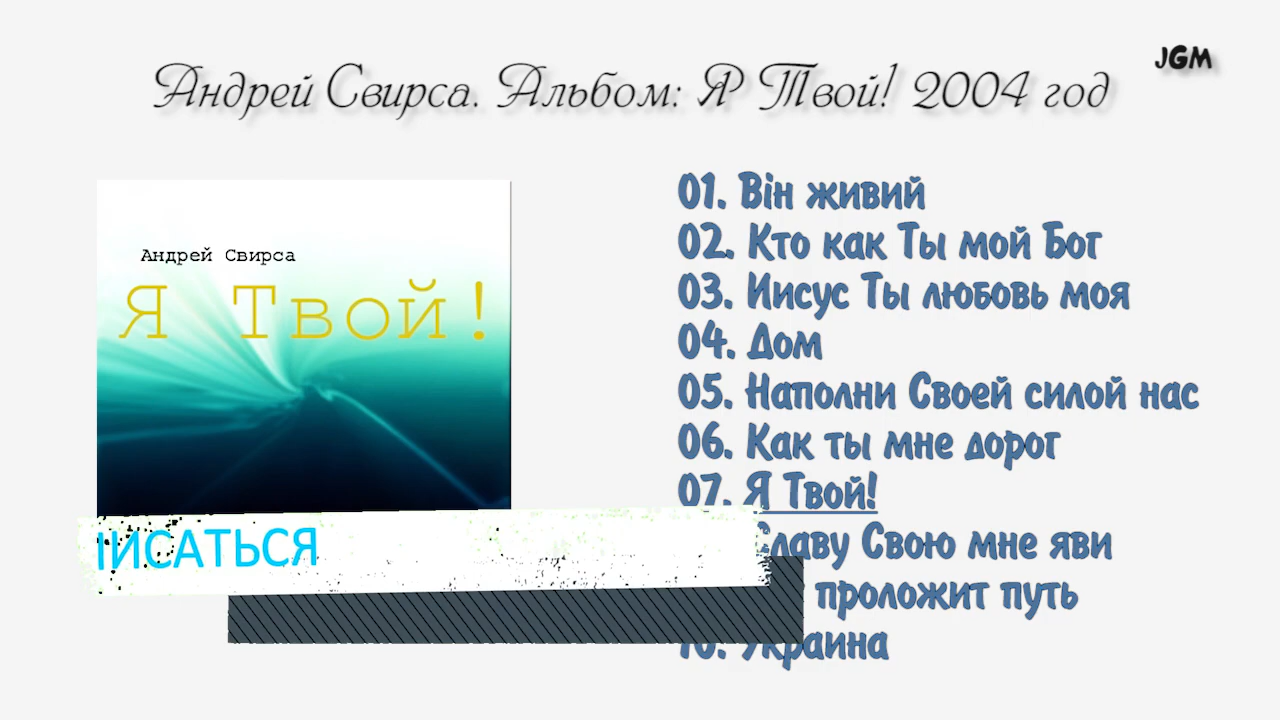 Андрей Свирса. Альбом: Я Твой! 2004 год
JGM
Андрей Свирса
Я Твой!
01. Він живий
02. Кто как Ты мой Бог
03. Иисус Ты любовь моя
04. Дом
05. Наполни Своей силой нас
06. Как ты мне дорог
07. Я Твой!
Славу Свою мне яви
проложит путь
10. Украина